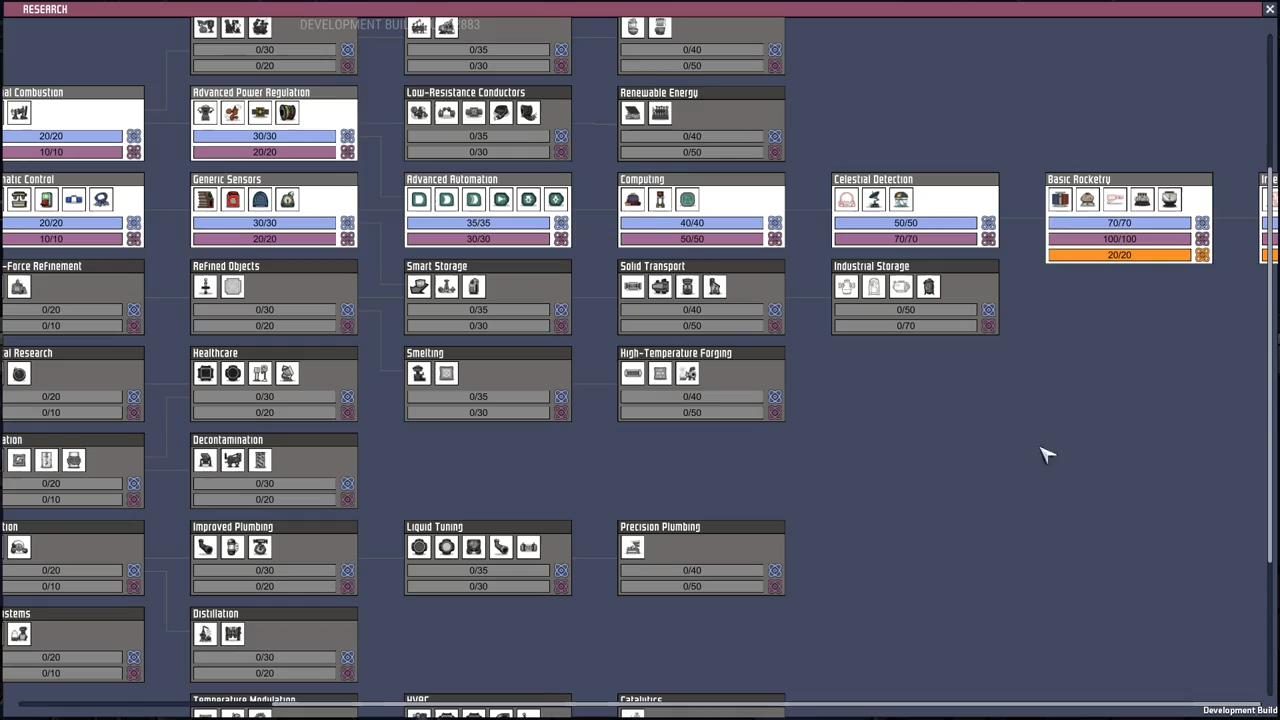 RESEARCH
DEVELOPMENT BUILD
883
0/30
0/20
0/35
0/30
0/40
0/50
al Combustion
20/20
10/10
Advanced Power Regulation
30/30
20/20
Low-Resistance Conductors
0/35
0/30
Renewable Energy
0/40
0/50
matic Control
20/20
10/10
Generic Sensors
30/30
20/20
Advanced Automation
35/35
30/30
Computing
40/40
50/50
Celestial Detection
50/50
70/70
Basic Rocketry
70/70
100/100
20/20
-Force Refinement
0/20
0/10
Refined Objects
0/30
0/20
Smart Storage
0/35
0/30
Solid Transport
0/40
0/50
Industrial Storage
0/50
0/70
al Research
0/20
0/10
Healthcare
0/30
0/20
Smelting
0/35
0/30
High-Temperature Forging
0/40
0/50
ation
0/20
0/10
Decontamination
0/30
0/20
tion
0/20
0/10
Improved Plumbing
0/30
0/20
Liquid Tuning
0/35
0/30
Precision Plumbing
0/40
0/50
ystems
0/20
0/10
Distillation
0/30
0/20
Temperature Modulation
HVAC
Catalytics
Development Build